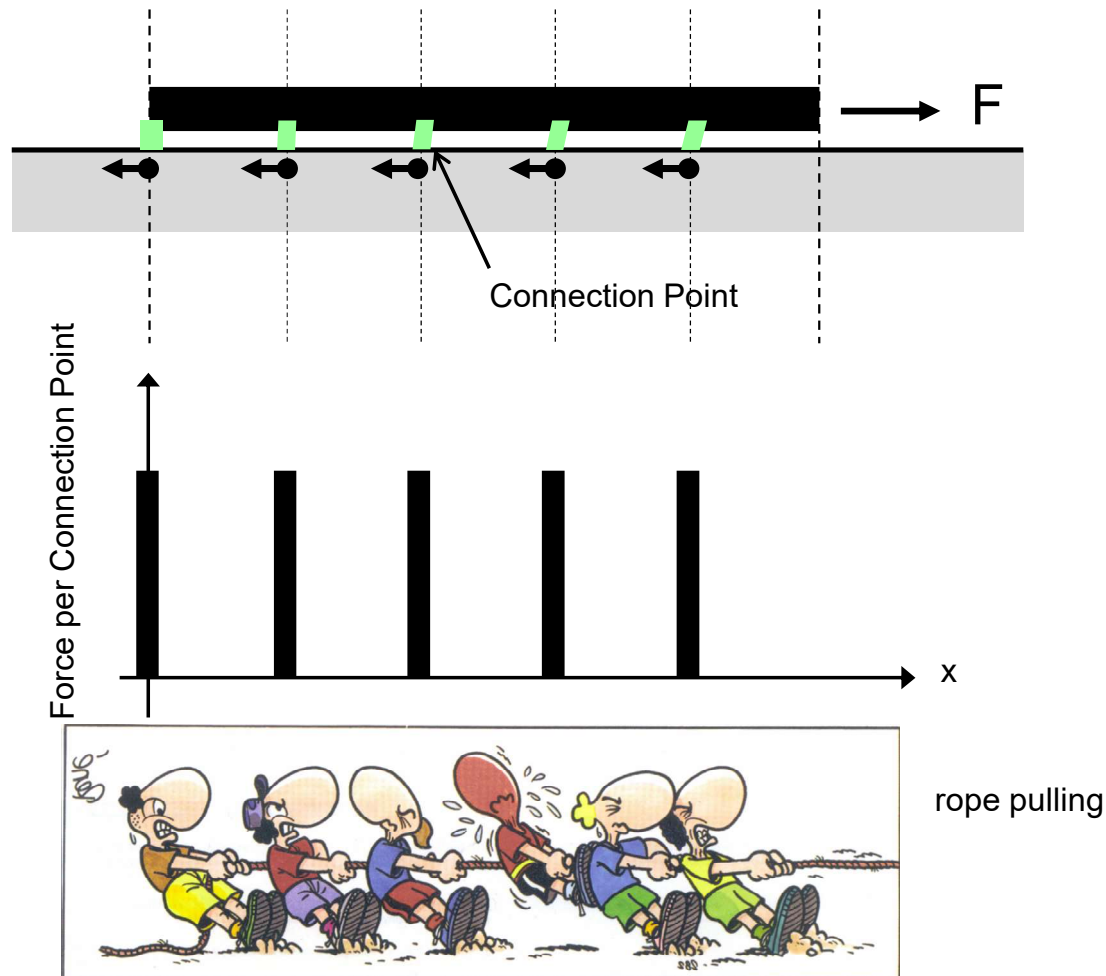 F
Connection Point
Force per Connection Point
x
rope pulling